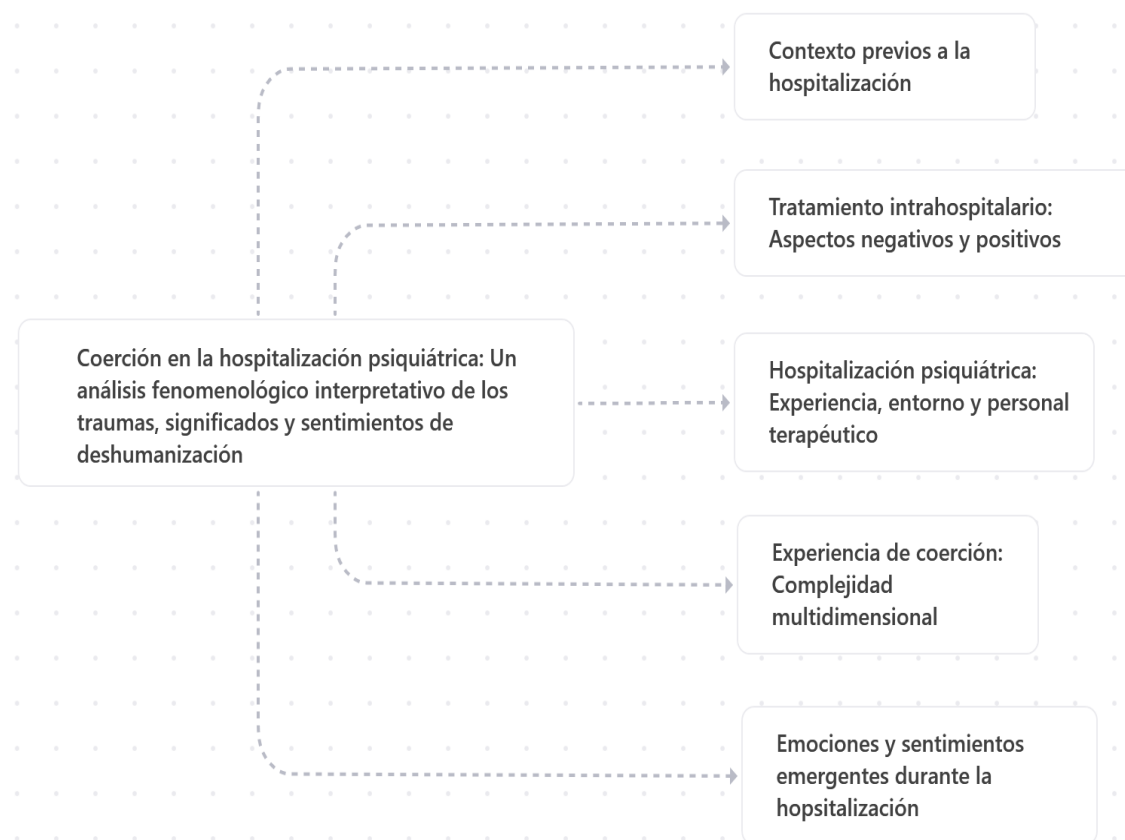 Contexto previos a la
hospitalización
Tratamiento intrahospitalario:
Aspectos negativos y positivos
Coerción en la hospitalización psiquiátrica: Un
análisis fenomenológico interpretativo de los
traumas, significados y sentimientos de
deshumanización
Hospitalización psiquiátrica:
Experiencia, entorno y personal
terapéutico
Experiencia de coerción:
Complejidad
multidimensional
Emociones y sentimientos
emergentes durante la
hopsitalización